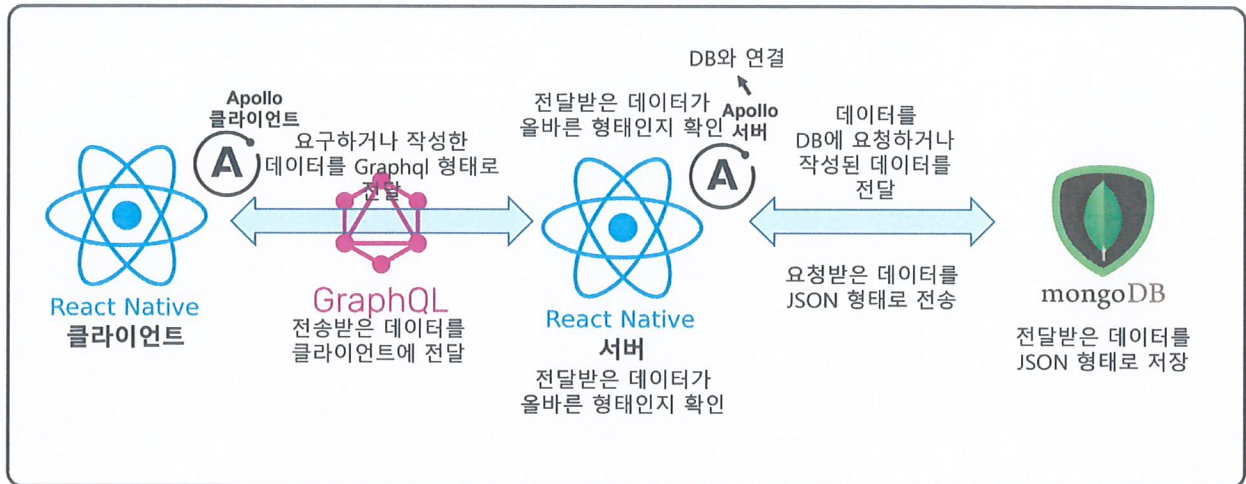 DB와 연결
Apollo
클라이언트
요구하거나 작성한
데이터를 Graphql 형태로
전달
A
전달받은 데이터가
올바른 형태인지 확인
Apollo
서버
A
데이터를
DB에 요청하거나
작성된 데이터를
전달
React Native
클라이언트
GraphQL
전송받은 데이터를
클라이언트에 전달
React Native
서버
전달받은 데이터가
올바른 형태인지 확인
요청받은 데이터를
JSON 형태로 전송
mongoDB
전달받은 데이터를
JSON 형태로 저장